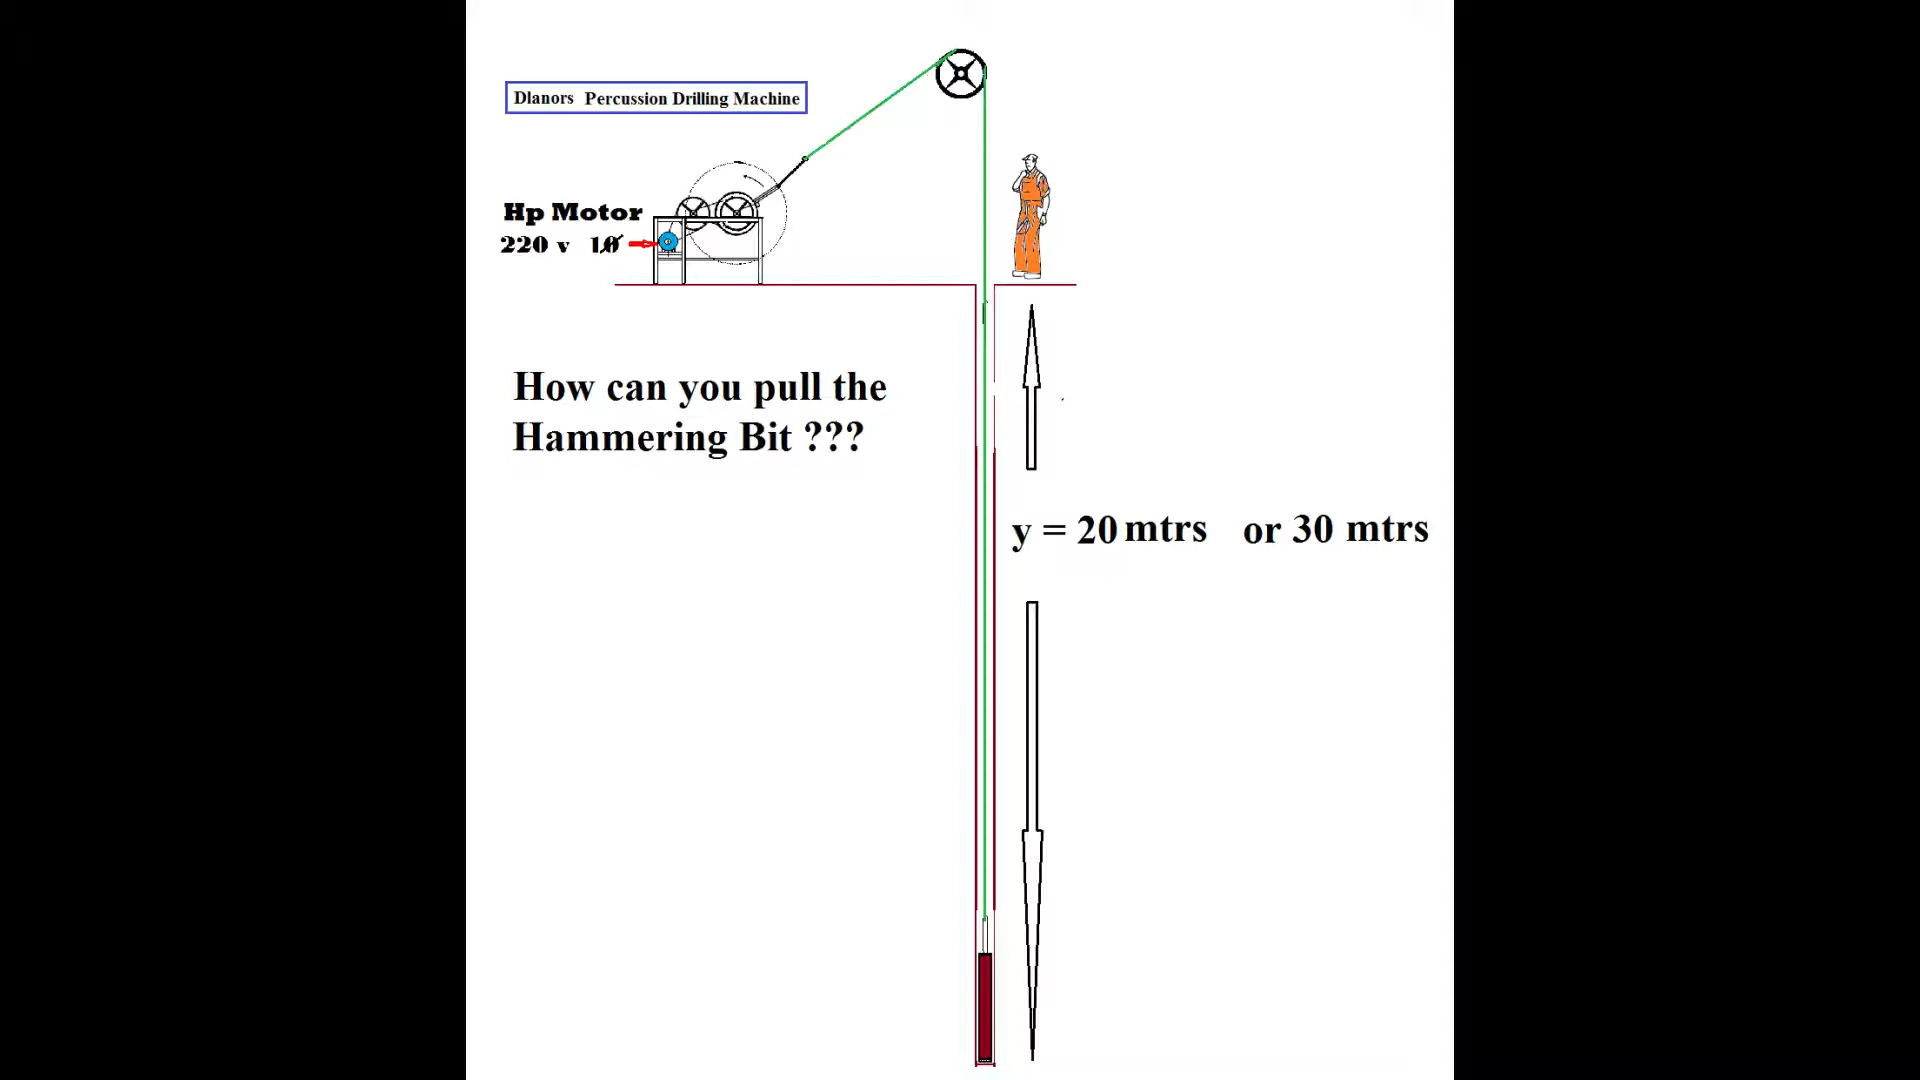 Dlanors Percussion Drilling Machine
Hp Motor
220 v 1Ø
How can you pull the
Hammering Bit ???
y = 20 mtrs or 30 mtrs